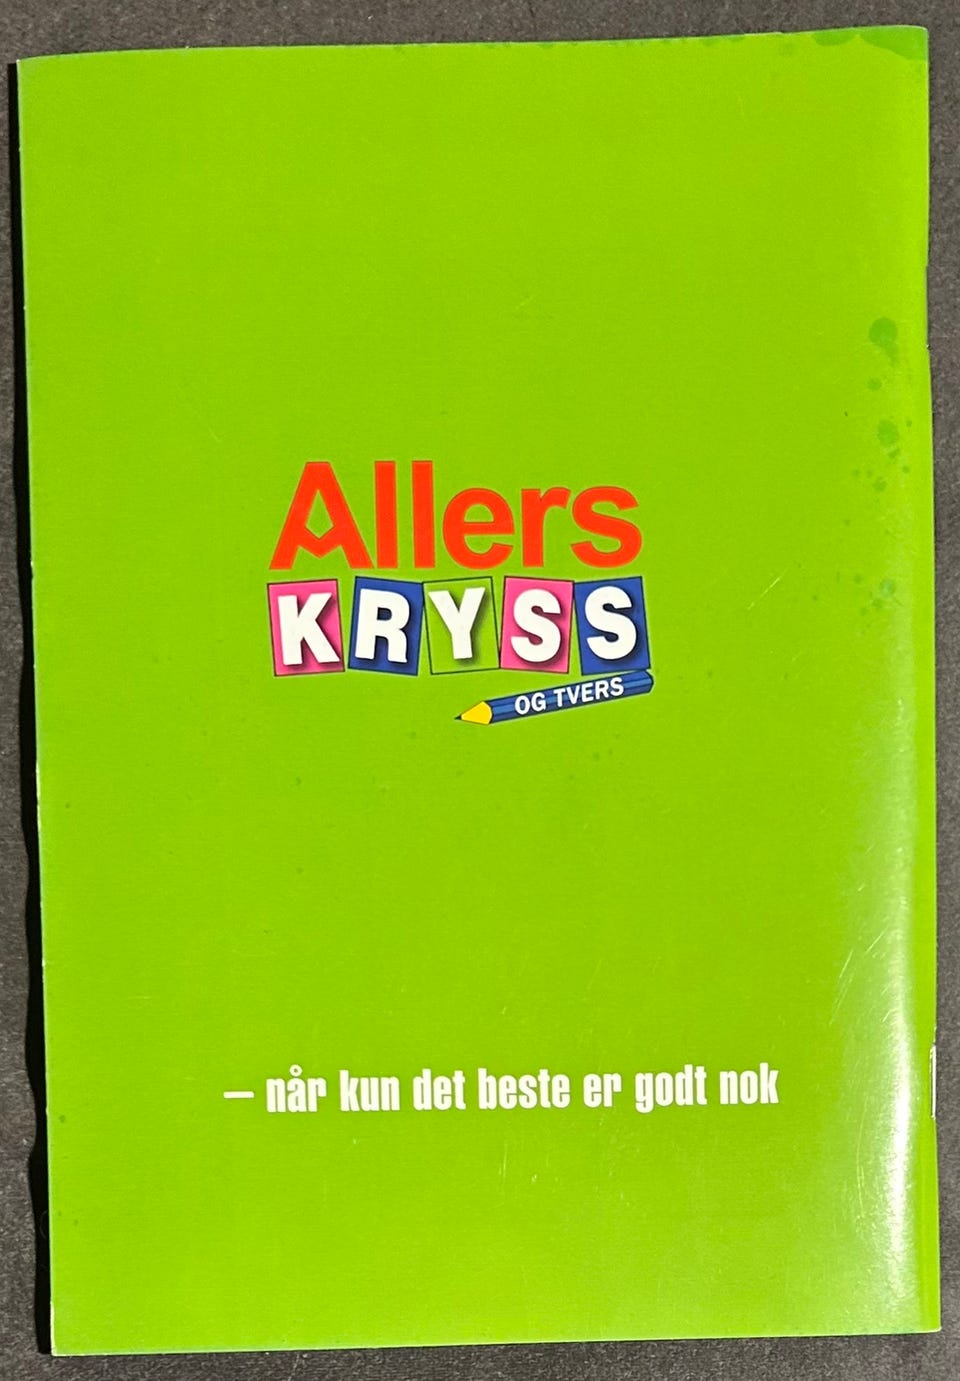 Allers
KRYSS
OG TVERS
– når kun det beste er godt nok